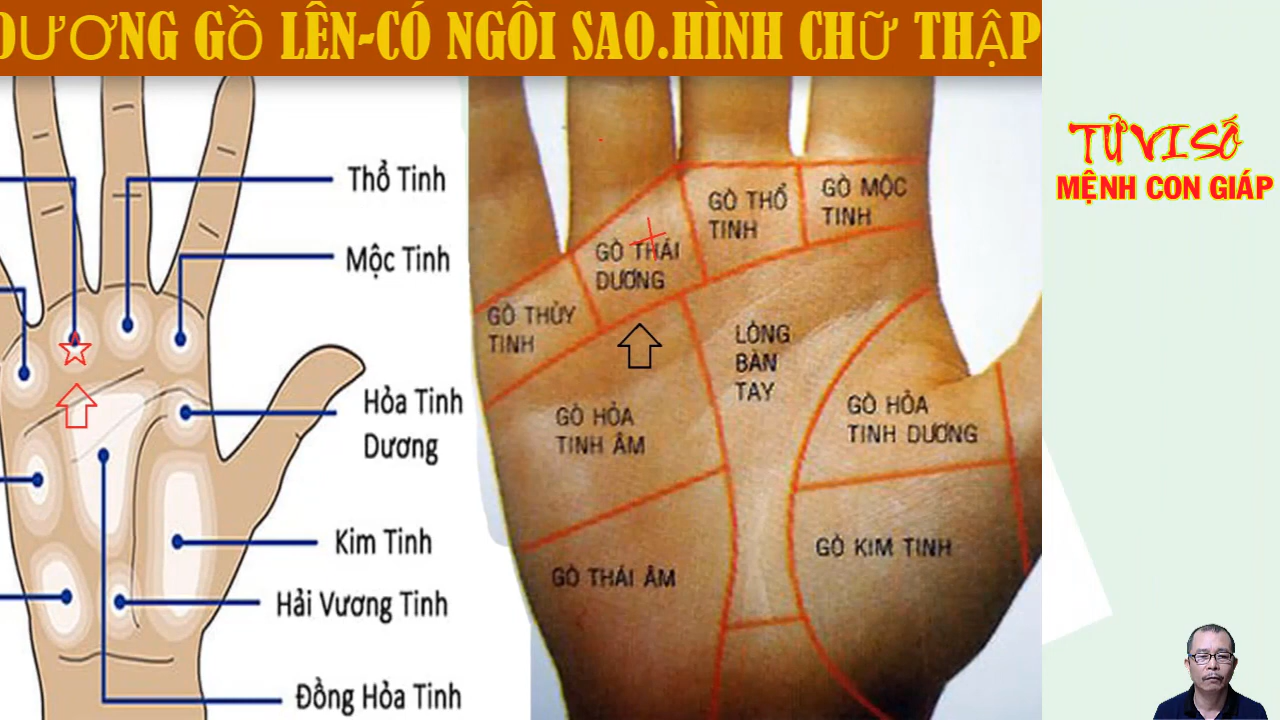 DƯƠNG GỒ LÊN-CÓ NGÔI SAO.HÌNH CHỮ THẬP
TỬ VI SỐ
MỆNH CON GIÁP
Thổ Tinh
Mộc Tinh
Hỏa Tinh
Dương
Kim Tinh
Hải Vương Tinh
Đồng Hỏa Tinh
GÒ THỦY
TINH
GÒ THÁI
DƯƠNG
GÒ THỔ
TINH
GÒ MỘC
TINH
LÒNG
BÀN
TAY
GÒ HỎA
TINH ÂM
GÒ HỎA
TINH DƯƠNG
GÒ THÁI ÂM
GÒ KIM TINH